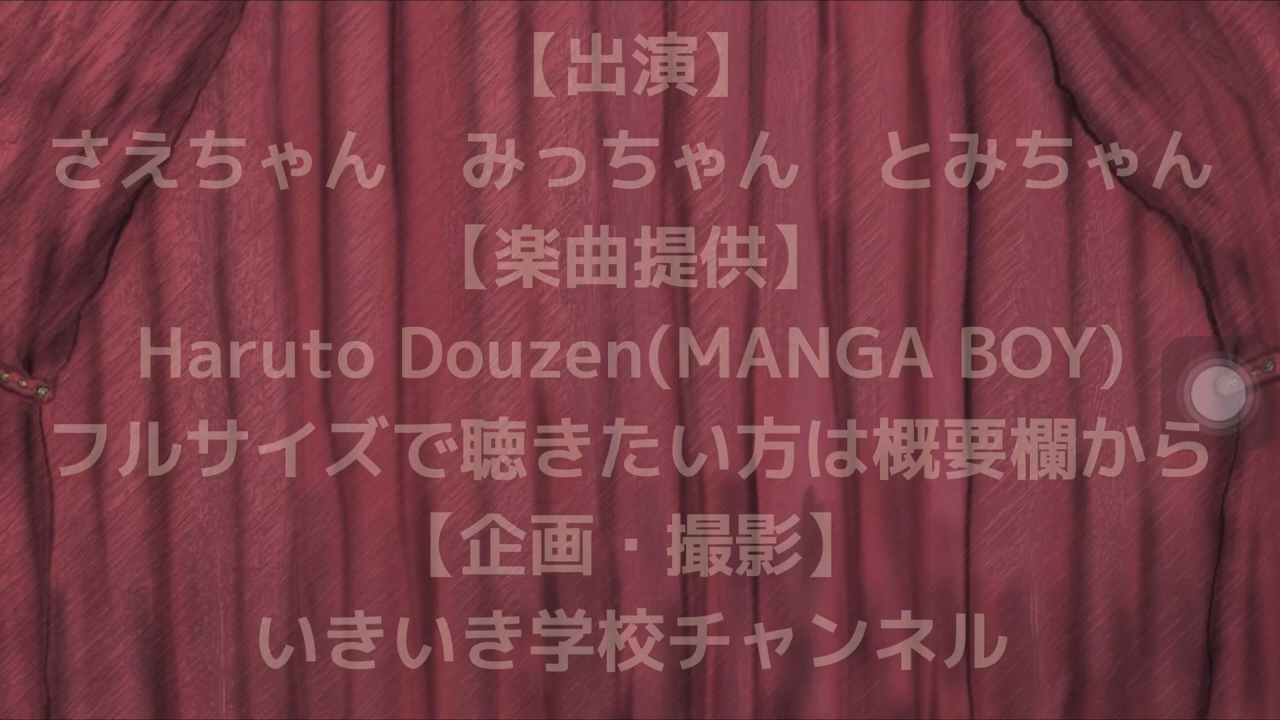 【出演】
さえちゃん　みっちゃん　とみちゃん
【楽曲提供】
Haruto Douzen(MANGA BOY)
フルサイズで聴きたい方は概要欄から
【企画・撮影】
いきいき学校チャンネル